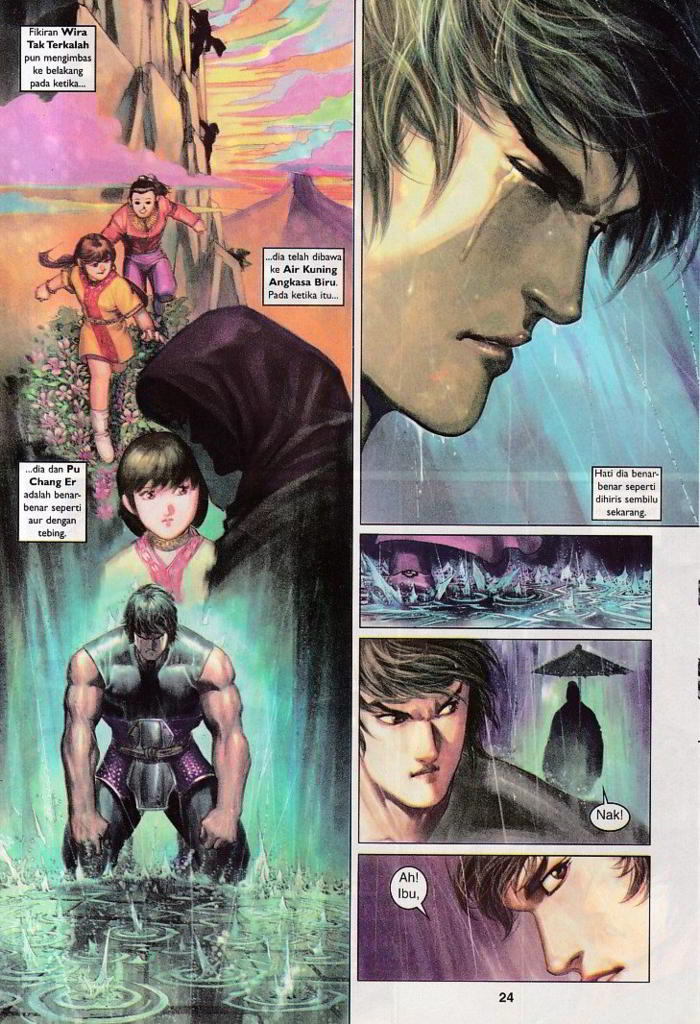 Fikiran Wira
Tak Terkalah
pun mengimbas
ke belakang
pada ketika...
...dia telah dibawa
ke Air Kuning
Angkasa Biru.
Pada ketika itu...
...dia dan Pu
Chang Er
adalah benar-
benar seperti
aur dengan
tebing.
Hati dia benar-
benar seperti
dihiris sembilu
sekarang.
Nak!
Ah!
Ibu,
24